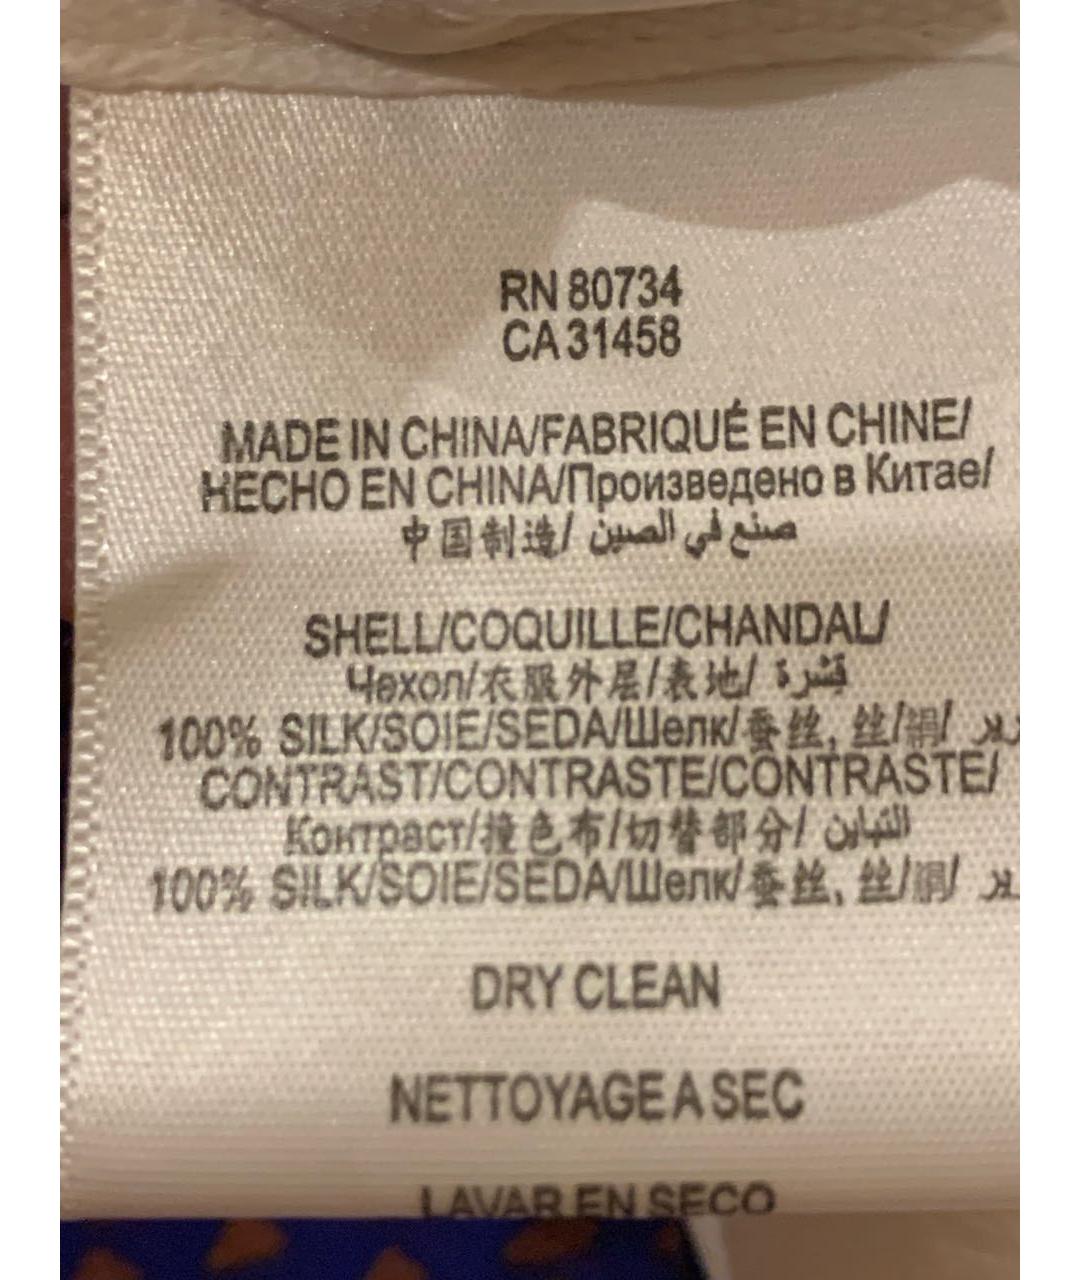 RN 80734
CA 31458
MADE IN CHINA/FABRIQUÉ EN CHINE/
HECHO EN CHINA/Произведено в Китае/
中国制造/ صنع في الصين
SHELL/COQUILLE/CHANDAL/
Чехол/衣服外层/表地/ قشرة
100% SILK/SOIE/SEDA/Шелк/蚕丝, 丝/
CONTRAST/CONTRASTE/CONTRASTE/
Контраст/撞色布/切替部分/ التباين
100% SILK/SOIE/SEDA/Шелк/蚕丝, 丝/
DRY CLEAN
NETTOYAGE A SEC
LAVAR EN SECO